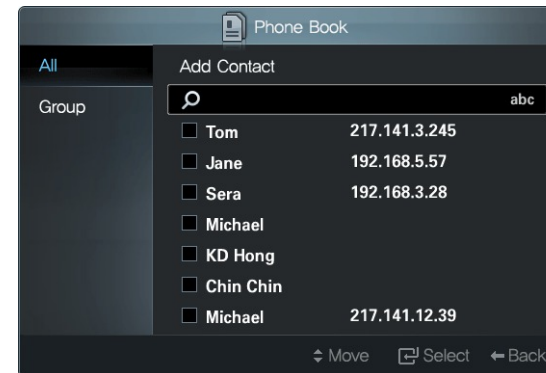 Phone Book
All
Group
Add Contact
abc
Tom 217.141.3.245
Jane 192.168.5.57
Sera 192.168.3.28
Michael
KD Hong
Chin Chin
Michael 217.141.12.39
Move Select Back